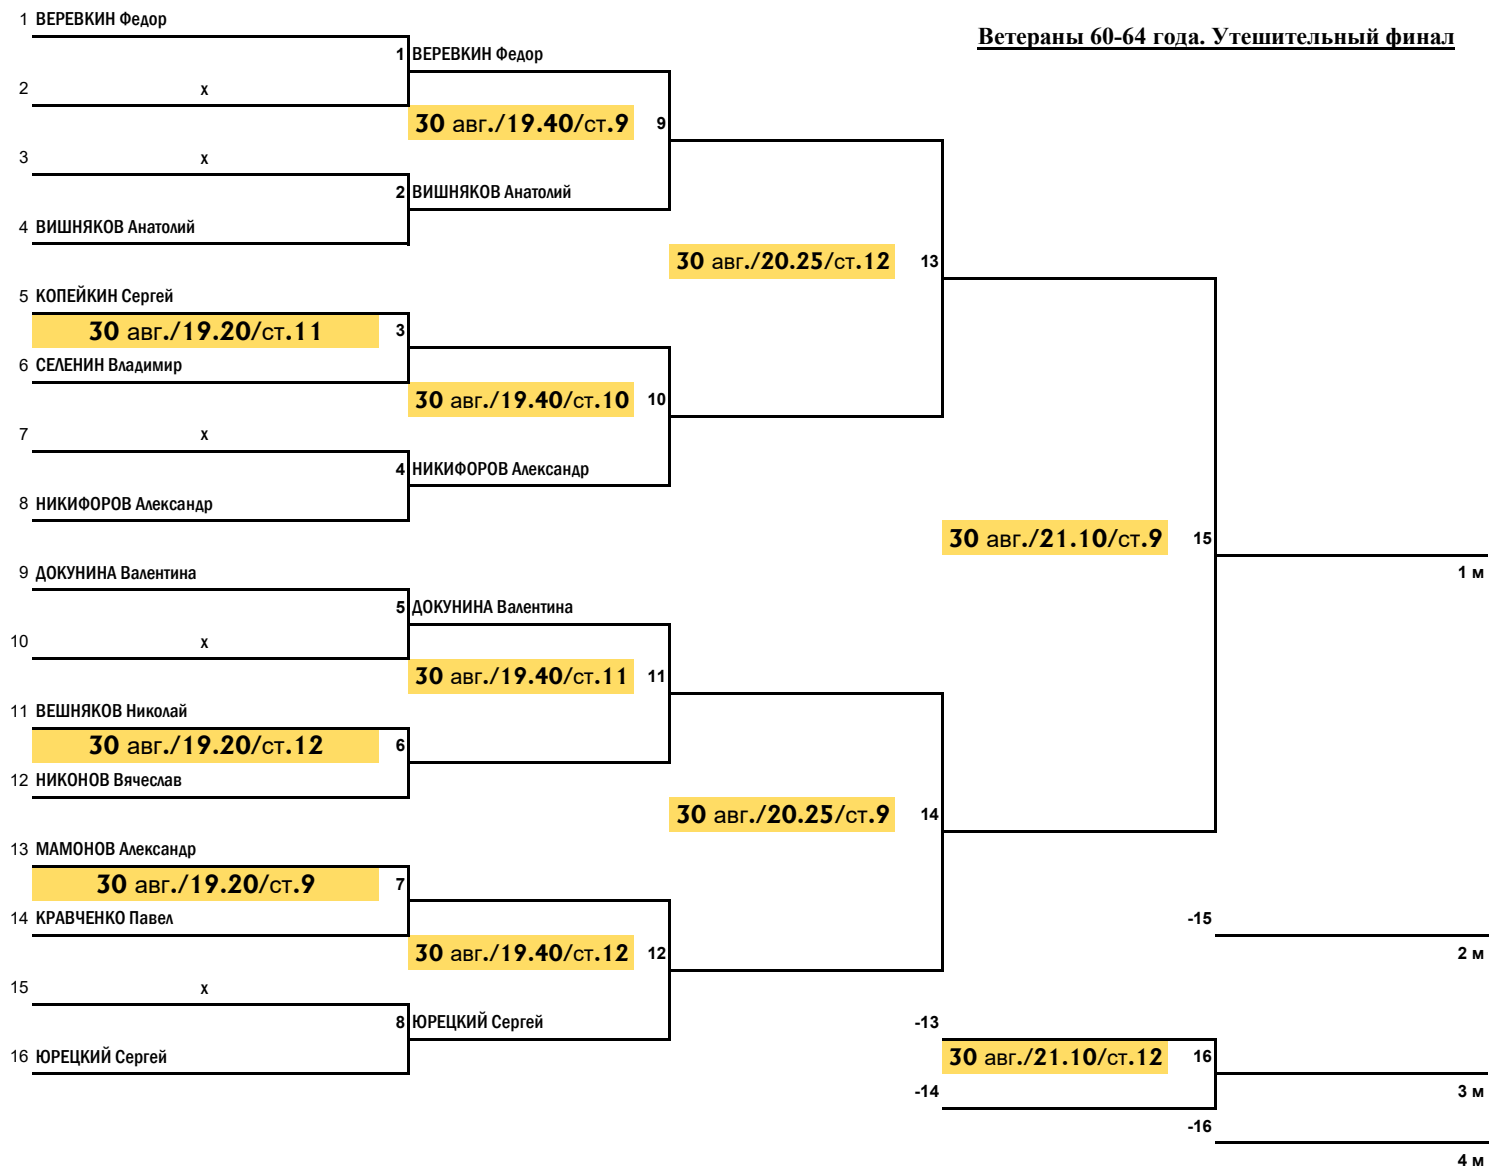 1 ВЕРЕВКИН Федор
Ветераны 60-64 года. Утешительный финал
1 ВЕРЕВКИН Федор
2 х
30 авг./19.40/ст.9 9
3 х
2 ВИШНЯКОВ Анатолий
4 ВИШНЯКОВ Анатолий
30 авг./20.25/ст.12 13
5 КОПЕЙКИН Сергей
30 авг./19.20/ст.11 3
6 СЕЛЕНИН Владимир
30 авг./19.40/ст.10 10
7 х
4 НИКИФОРОВ Александр
8 НИКИФОРОВ Александр
30 авг./21.10/ст.9 15
9 ДОКУНИНА Валентина
1 м
5 ДОКУНИНА Валентина
10 х
30 авг./19.40/ст.11 11
11 ВЕШНЯКОВ Николай
30 авг./19.20/ст.12 6
12 НИКОНОВ Вячеслав
30 авг./20.25/ст.9 14
13 МАМОНОВ Александр
30 авг./19.20/ст.9 7
14 КРАВЧЕНКО Павел
-15
30 авг./19.40/ст.12 12
2 м
15 х
8 ЮРЕЦКИЙ Сергей
-13
16 ЮРЕЦКИЙ Сергей
30 авг./21.10/ст.12 16
-14
3 м
-16
4 м